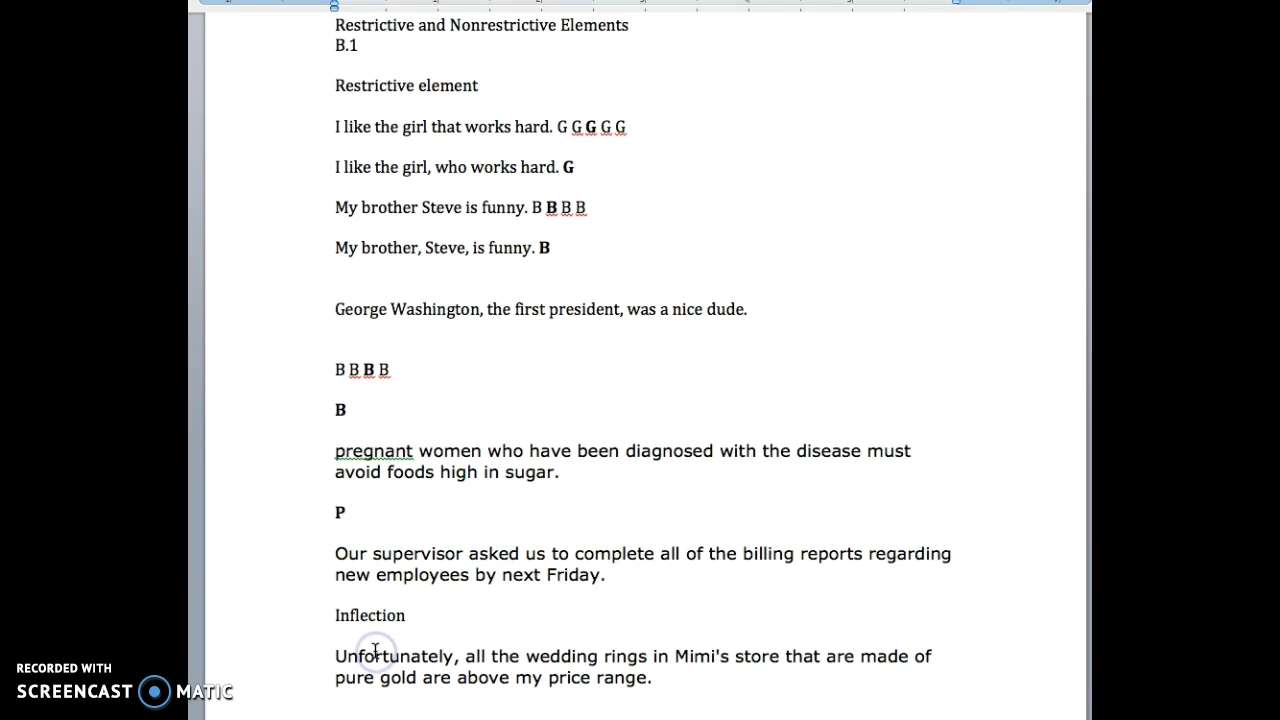 Restrictive and Nonrestrictive Elements
B.1
Restrictive element
I like the girl that works hard. G G G G G
I like the girl, who works hard. G
My brother Steve is funny. B B B B
My brother, Steve, is funny. B
George Washington, the first president, was a nice dude.
B B B B
B
pregnant women who have been diagnosed with the disease must
avoid foods high in sugar.
P
Our supervisor asked us to complete all of the billing reports regarding
new employees by next Friday.
Inflection
Unfortunately, all the wedding rings in Mimi's store that are made of
pure gold are above my price range.
RECORDED WITH
SCREENCAST MATIC